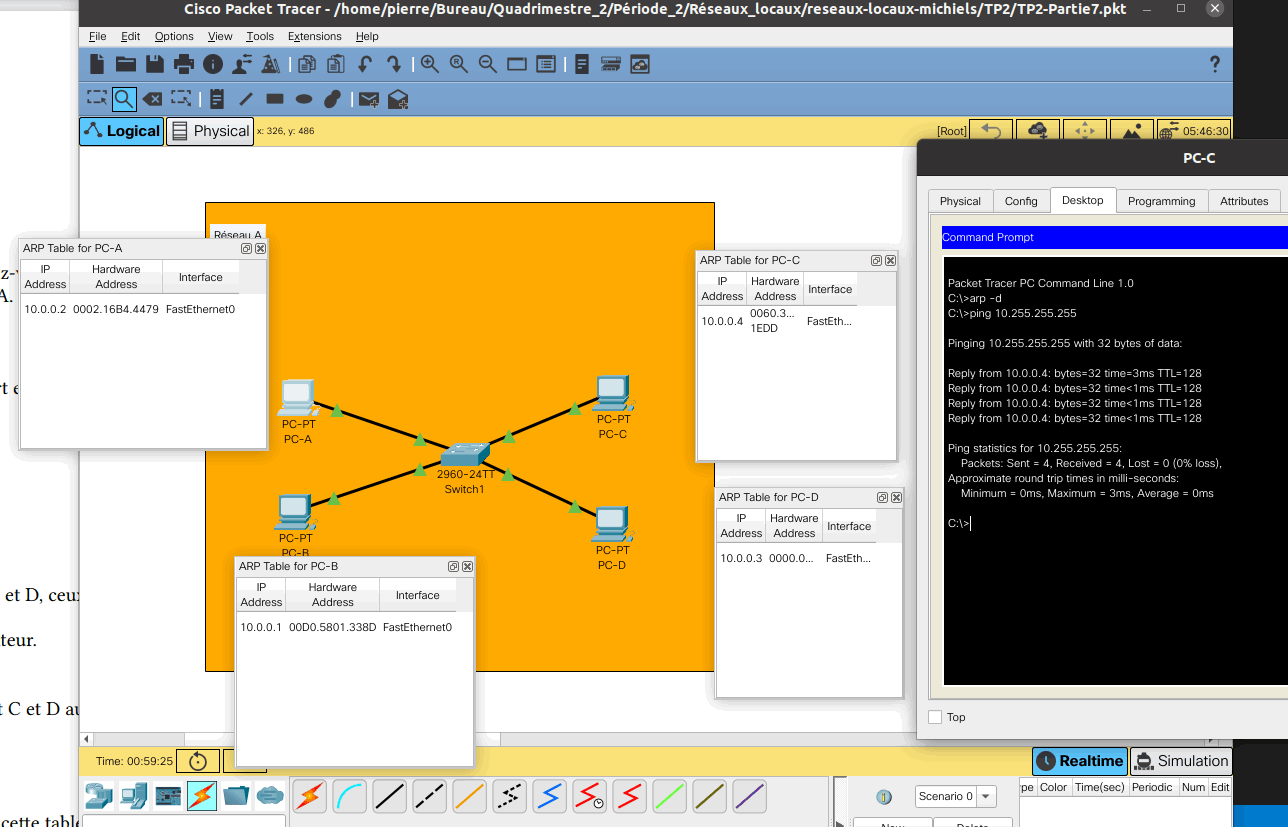 Cisco Packet Tracer - /home/pierre/Bureau/Quadrimestre_2/Période_2/Réseaux_locaux/reseaux-locaux-michiels/TP2/TP2-Partie7.pkt
File Edit Options View Tools Extensions Help
Logical Physical x: 326, y: 486
[Root] 05:46:30
Réseau A
ARP Table for PC-A
IP Address Hardware Address Interface
10.0.0.2 0002.16B4.4479 FastEthernet0
ARP Table for PC-C
IP Address Hardware Address Interface
10.0.0.4 0060.3... 1EDD FastEth...
PC-PT
PC-A
PC-PT
PC-C
2960-24TT
Switch1
PC-PT
PC-B
PC-PT
PC-D
ARP Table for PC-D
IP Address Hardware Address Interface
10.0.0.3 0000.0... FastEth...
ARP Table for PC-B
IP Address Hardware Address Interface
10.0.0.1 00D0.5801.338D FastEthernet0
PC-C
Physical Config Desktop Programming Attributes
Command Prompt
Packet Tracer PC Command Line 1.0
C:\>arp -d
C:\>ping 10.255.255.255
Pinging 10.255.255.255 with 32 bytes of data:
Reply from 10.0.0.4: bytes=32 time=3ms TTL=128
Reply from 10.0.0.4: bytes=32 time<1ms TTL=128
Reply from 10.0.0.4: bytes=32 time<1ms TTL=128
Reply from 10.0.0.4: bytes=32 time<1ms TTL=128
Ping statistics for 10.255.255.255:
Packets: Sent = 4, Received = 4, Lost = 0 (0% loss),
Approximate round trip times in milli-seconds:
Minimum = 0ms, Maximum = 3ms, Average = 0ms
C:\>
Top
et D, ceux
teur.
t C et D au
cette table
Time: 00:59:25
Realtime Simulation
Scenario 0
Color Time(sec) Periodic Num Edit
New Delete